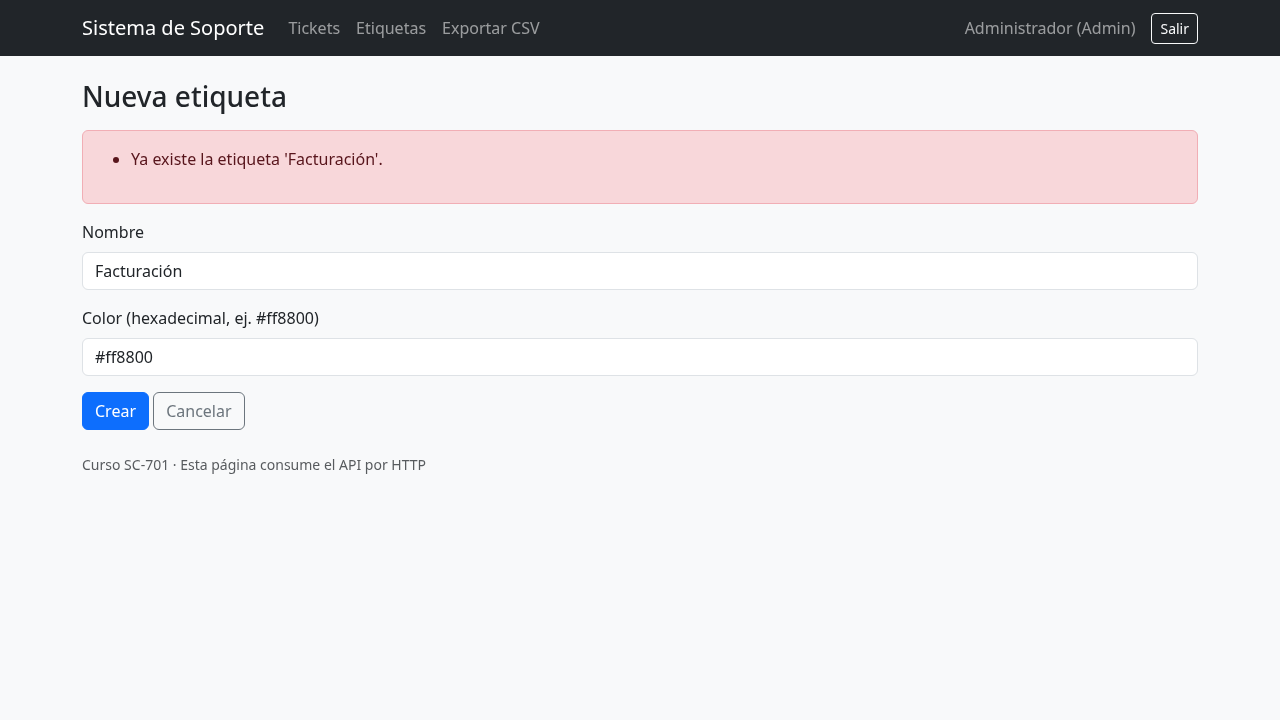 Sistema de Soporte Tickets Etiquetas Exportar CSV Administrador (Admin) Salir
Nueva etiqueta
Ya existe la etiqueta 'Facturación'.
Nombre
Facturación
Color (hexadecimal, ej. #ff8800)
#ff8800
Crear Cancelar
Curso SC-701 · Esta página consume el API por HTTP